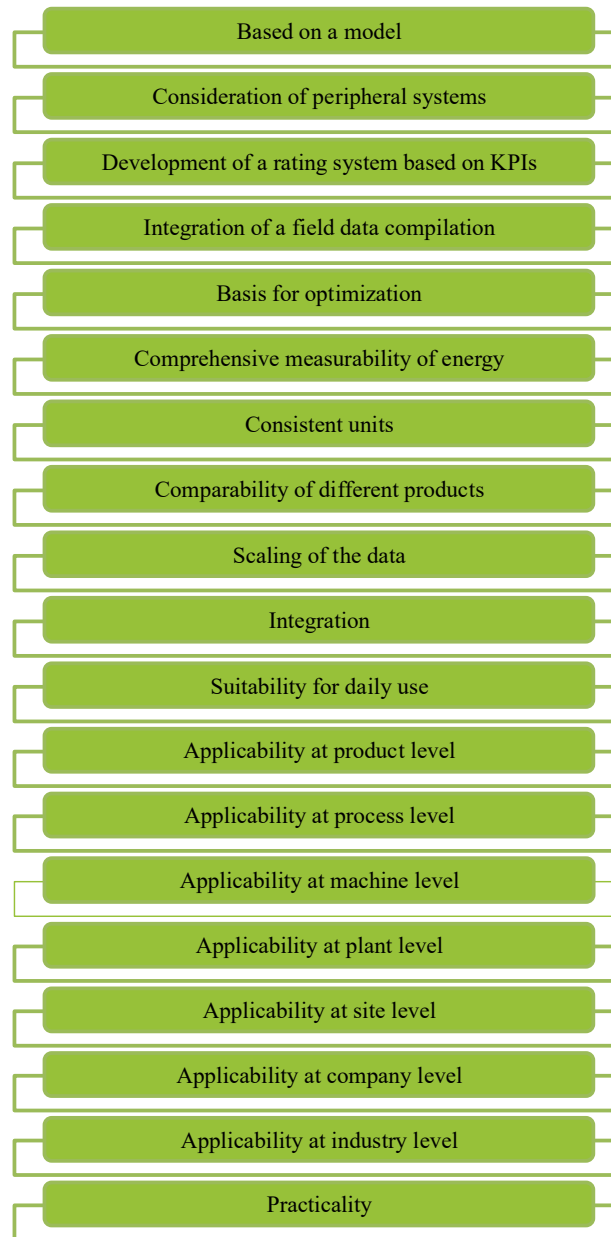 Based on a model
Consideration of peripheral systems
Development of a rating system based on KPIs
Integration of a field data compilation
Basis for optimization
Comprehensive measurability of energy
Consistent units
Comparability of different products
Scaling of the data
Integration
Suitability for daily use
Applicability at product level
Applicability at process level
Applicability at machine level
Applicability at plant level
Applicability at site level
Applicability at company level
Applicability at industry level
Practicality